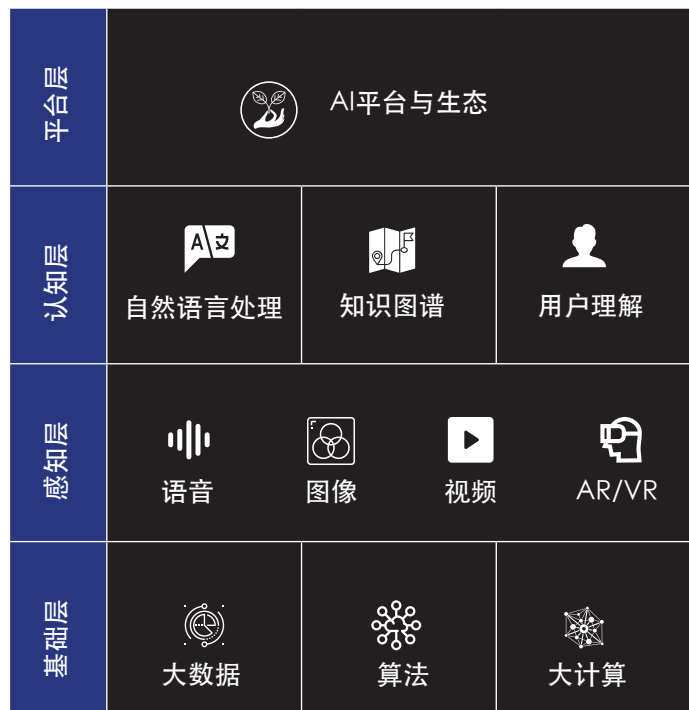 平台层
AI平台与生态
认知层
自然语言处理
知识图谱
用户理解
感知层
语音
图像
视频
AR/VR
基础层
大数据
算法
大计算